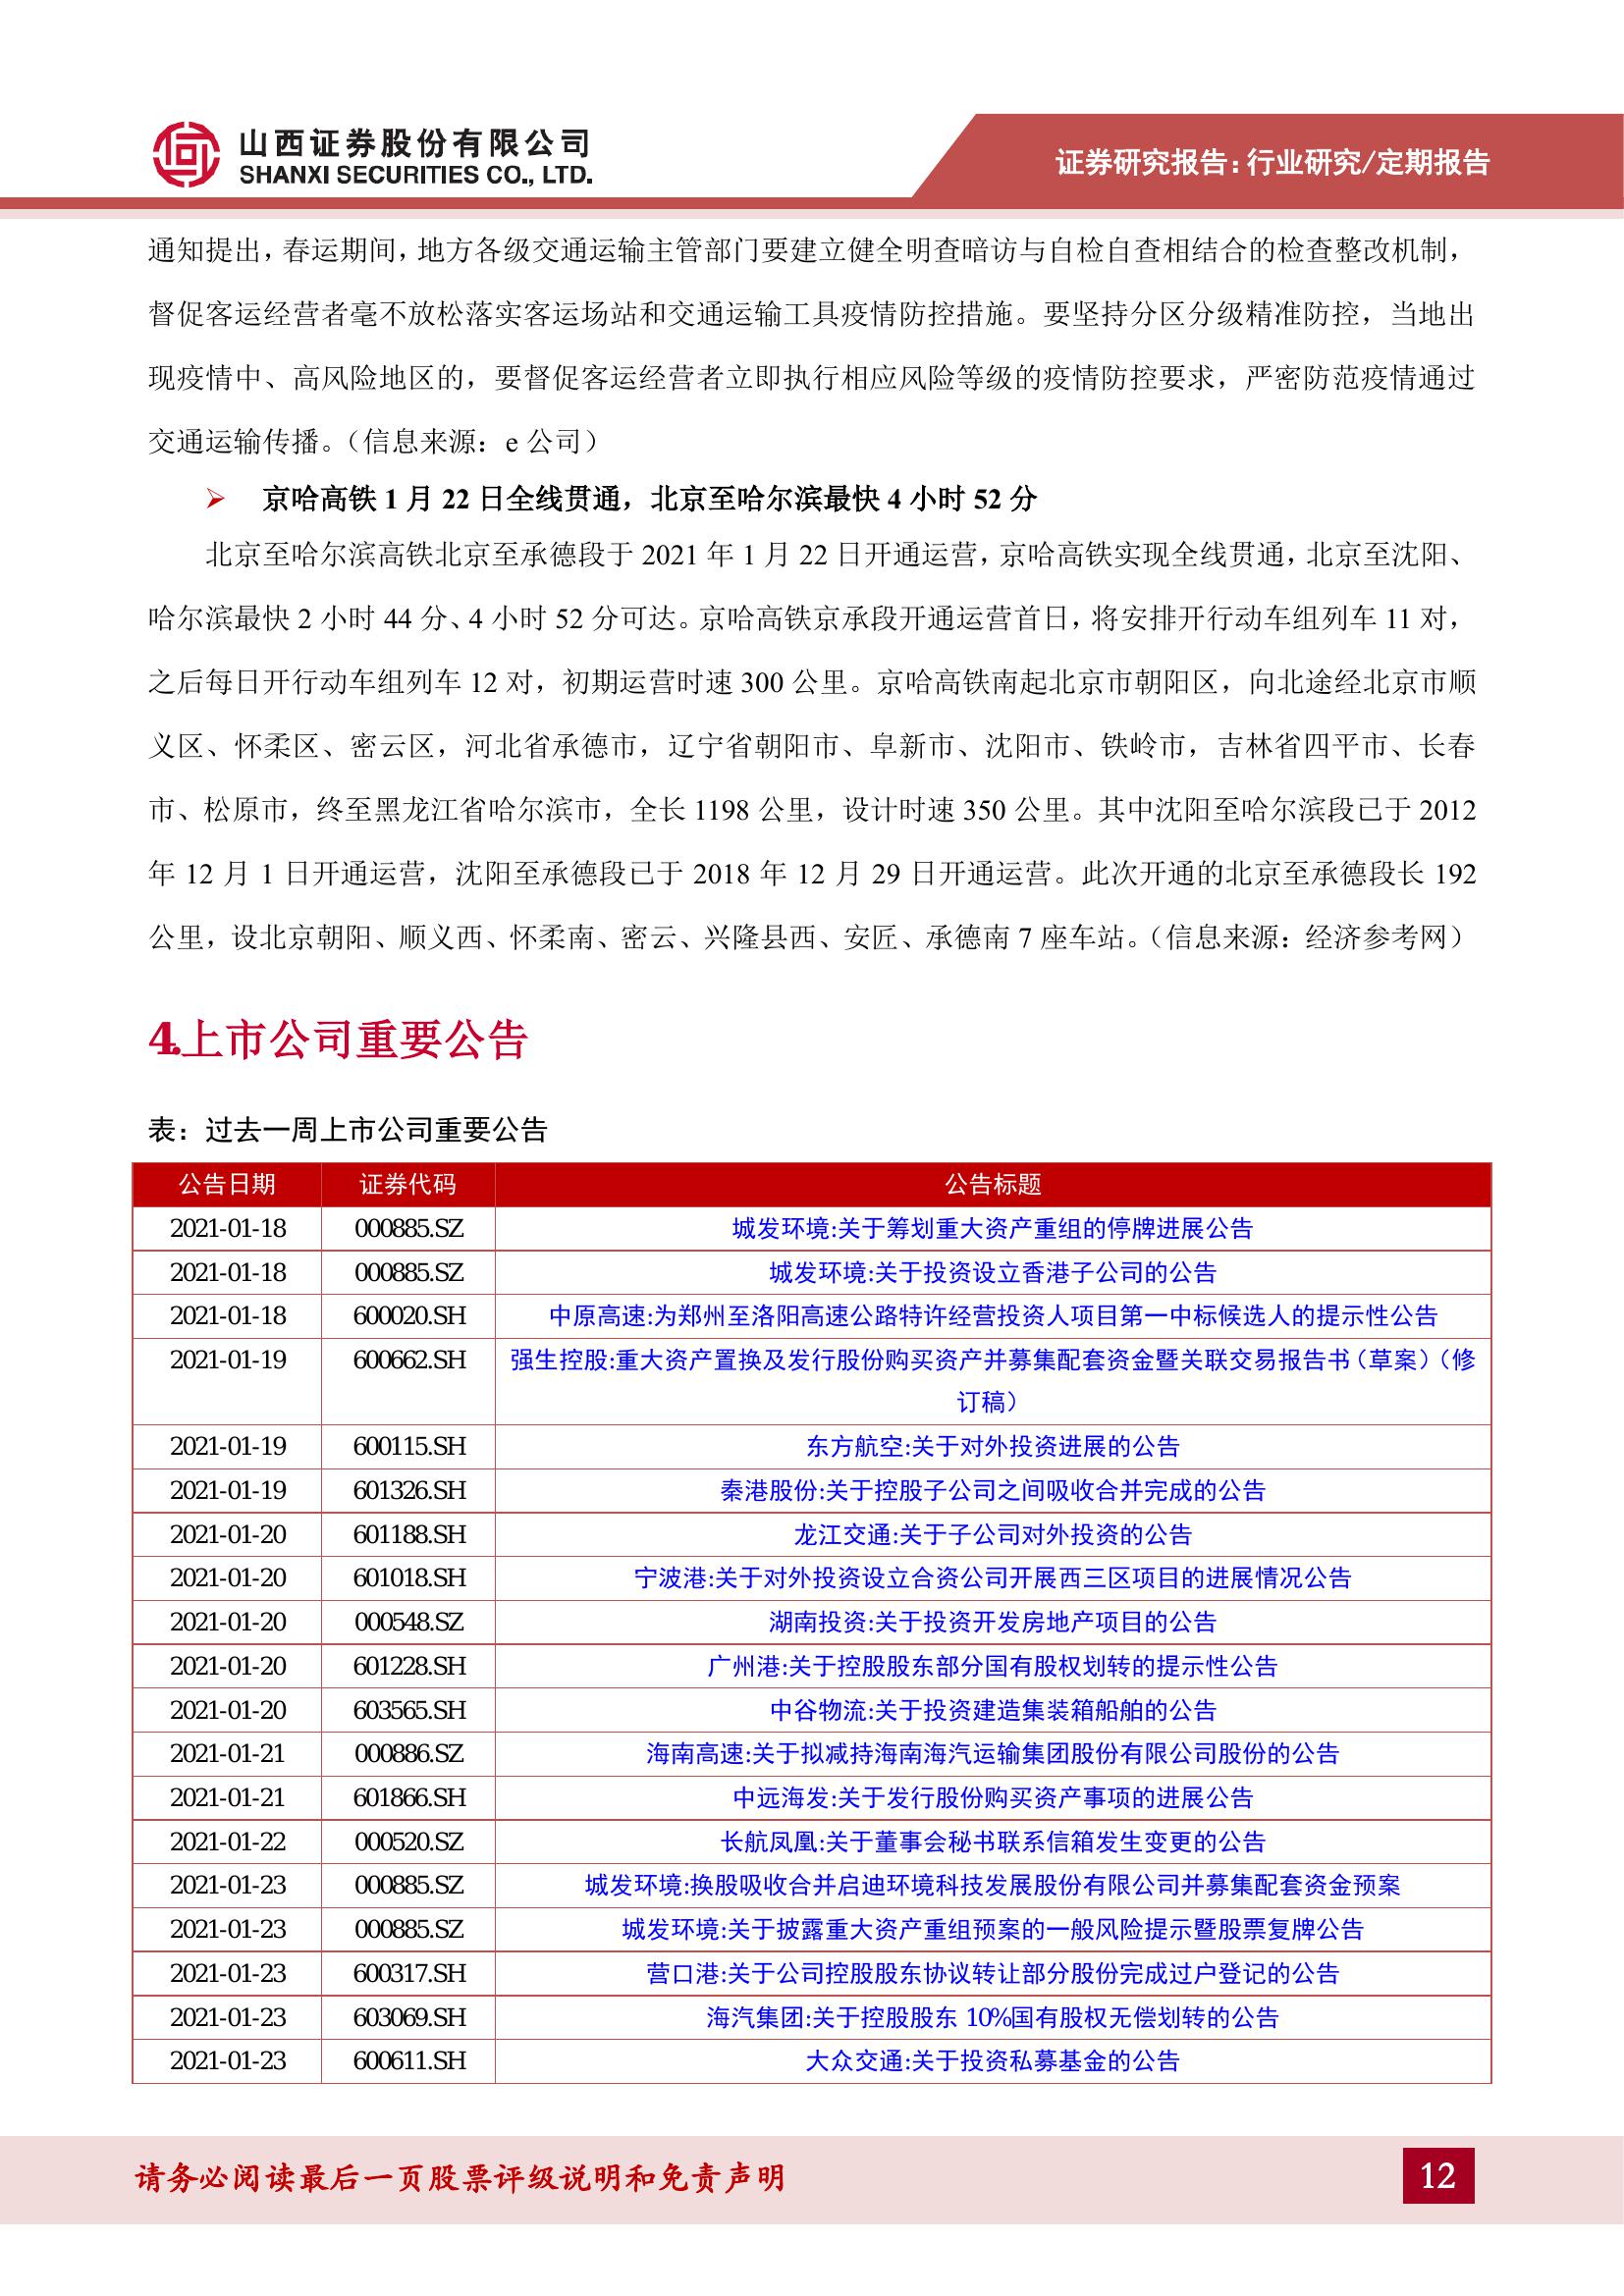 山西证券股份有限公司
SHANXI SECURITIES CO., LTD.
证券研究报告:行业研究/定期报告
通知提出，春运期间，地方各级交通运输主管部门要建立健全明查暗访与自检自查相结合的检查整改机制，
督促客运经营者毫不放松落实客运场站和交通运输工具疫情防控措施。要坚持分区分级精准防控，当地出
现疫情中、高风险地区的，要督促客运经营者立即执行相应风险等级的疫情防控要求，严密防范疫情通过
交通运输传播。（信息来源：e 公司）
➢ 京哈高铁 1 月 22 日全线贯通，北京至哈尔滨最快 4 小时 52 分
北京至哈尔滨高铁北京至承德段于 2021 年 1 月 22 日开通运营，京哈高铁实现全线贯通，北京至沈阳、
哈尔滨最快 2 小时 44 分、4 小时 52 分可达。京哈高铁京承段开通运营首日，将安排开行动车组列车 11 对，
之后每日开行动车组列车 12 对，初期运营时速 300 公里。京哈高铁南起北京市朝阳区，向北途经北京市顺
义区、怀柔区、密云区，河北省承德市，辽宁省朝阳市、阜新市、沈阳市、铁岭市，吉林省四平市、长春
市、松原市，终至黑龙江省哈尔滨市，全长 1198 公里，设计时速 350 公里。其中沈阳至哈尔滨段已于 2012
年 12 月 1 日开通运营，沈阳至承德段已于 2018 年 12 月 29 日开通运营。此次开通的北京至承德段长 192
公里，设北京朝阳、顺义西、怀柔南、密云、兴隆县西、安匠、承德南 7 座车站。（信息来源：经济参考网）
4.上市公司重要公告
表：过去一周上市公司重要公告
公告日期 证券代码 公告标题
2021-01-18 000885.SZ 城发环境:关于筹划重大资产重组的停牌进展公告
2021-01-18 000885.SZ 城发环境:关于投资设立香港子公司的公告
2021-01-18 600020.SH 中原高速:为郑州至洛阳高速公路特许经营投资人项目第一中标候选人的提示性公告
2021-01-19 600662.SH 强生控股:重大资产置换及发行股份购买资产并募集配套资金暨关联交易报告书（草案）（修
订稿）
2021-01-19 600115.SH 东方航空:关于对外投资进展的公告
2021-01-19 601326.SH 秦港股份:关于控股子公司之间吸收合并完成的公告
2021-01-20 601188.SH 龙江交通:关于子公司对外投资的公告
2021-01-20 601018.SH 宁波港:关于对外投资设立合资公司开展西三区项目的进展情况公告
2021-01-20 000548.SZ 湖南投资:关于投资开发房地产项目的公告
2021-01-20 601228.SH 广州港:关于控股股东部分国有股权划转的提示性公告
2021-01-20 603565.SH 中谷物流:关于投资建造集装箱船舶的公告
2021-01-21 000886.SZ 海南高速:关于拟减持海南海汽运输集团股份有限公司股份的公告
2021-01-21 601866.SH 中远海发:关于发行股份购买资产事项的进展公告
2021-01-22 000520.SZ 长航凤凰:关于董事会秘书联系信箱发生变更的公告
2021-01-23 000885.SZ 城发环境:换股吸收合并启迪环境科技发展股份有限公司并募集配套资金预案
2021-01-23 000885.SZ 城发环境:关于披露重大资产重组预案的一般风险提示暨股票复牌公告
2021-01-23 600317.SH 营口港:关于公司控股股东协议转让部分股份完成过户登记的公告
2021-01-23 603069.SH 海汽集团:关于控股股东 10%国有股权无偿划转的公告
2021-01-23 600611.SH 大众交通:关于投资私募基金的公告
请务必阅读最后一页股票评级说明和免责声明
12